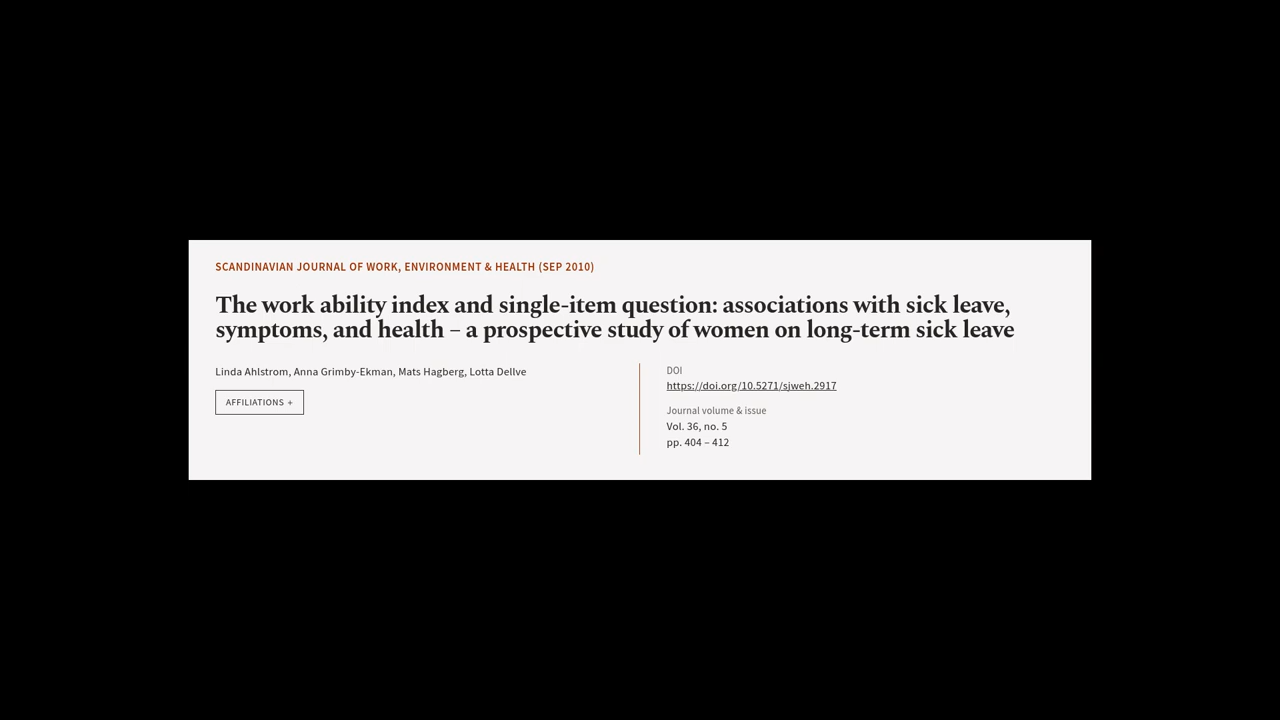 SCANDINAVIAN JOURNAL OF WORK, ENVIRONMENT & HEALTH (SEP 2010)
The work ability index and single-item question: associations with sick leave,
symptoms, and health – a prospective study of women on long-term sick leave
Linda Ahlstrom, Anna Grimby-Ekman, Mats Hagberg, Lotta Dellve
AFFILIATIONS +
DOI
https://doi.org/10.5271/sjweh.2917
Journal volume & issue
Vol. 36, no. 5
pp. 404 – 412